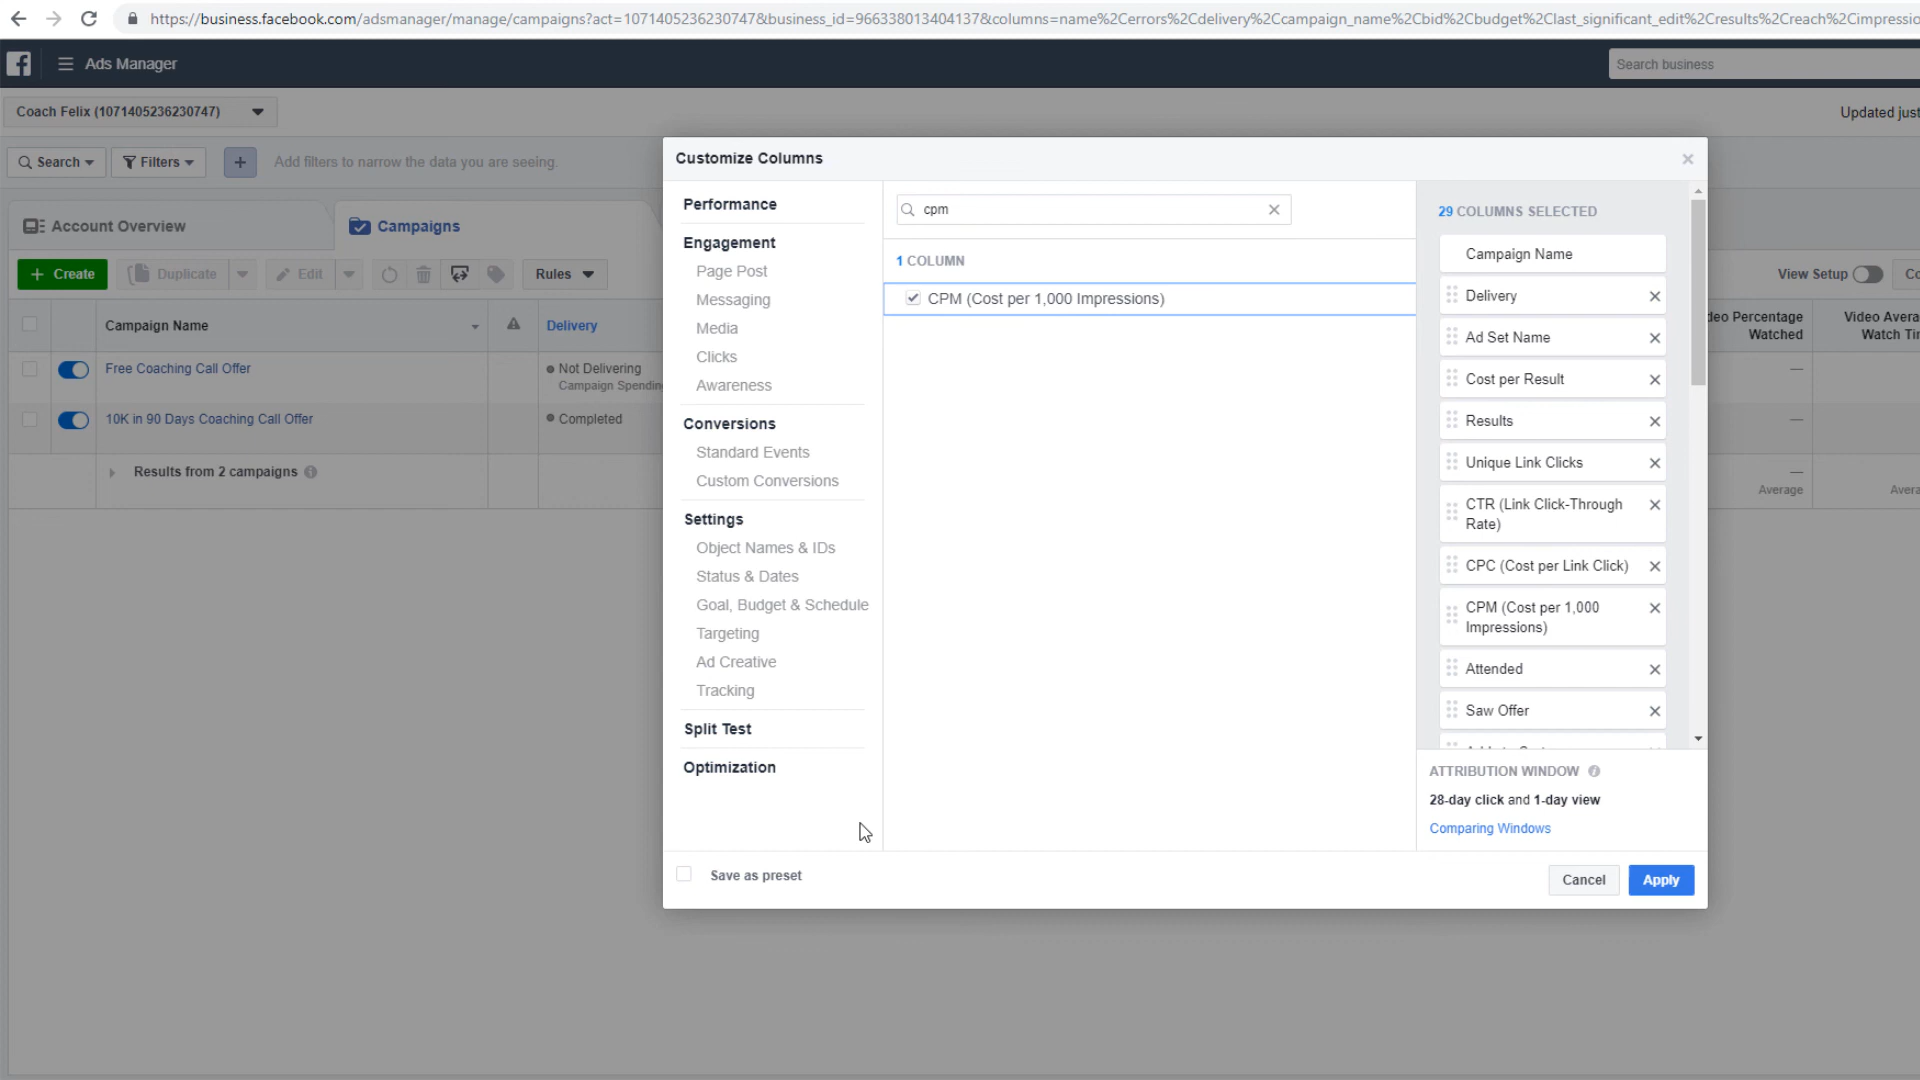 https://business.facebook.com/adsmanager/manage/campaigns?act=1071405236230747&business_id=966338013404137&columns=name%2Cerrors%2Cdelivery%2Ccampaign_name%2Cbid%2Cbudget%2Clast_significant_edit%2Cresults%2Creach%2Cimpressio
Ads Manager
Search business
Coach Felix (1071405236230747)
Updated just
Search
Filters
+
Add filters to narrow the data you are seeing.
Account Overview
Campaigns
+ Create
Duplicate
Edit
Rules
View Setup
Co
Campaign Name
Delivery
deo Percentage
Watched
Video Avera
Watch Tir
Free Coaching Call Offer
Not Delivering
Campaign Spendin
—
10K in 90 Days Coaching Call Offer
Completed
—
Results from 2 campaigns
—
Average
Avera
Customize Columns
Performance
Engagement
Page Post
Messaging
Media
Clicks
Awareness
Conversions
Standard Events
Custom Conversions
Settings
Object Names & IDs
Status & Dates
Goal, Budget & Schedule
Targeting
Ad Creative
Tracking
Split Test
Optimization
cpm
1 COLUMN
CPM (Cost per 1,000 Impressions)
29 COLUMNS SELECTED
Campaign Name
Delivery
Ad Set Name
Cost per Result
Results
Unique Link Clicks
CTR (Link Click-Through
Rate)
CPC (Cost per Link Click)
CPM (Cost per 1,000
Impressions)
Attended
Saw Offer
ATTRIBUTION WINDOW
28-day click and 1-day view
Comparing Windows
Save as preset
Cancel
Apply